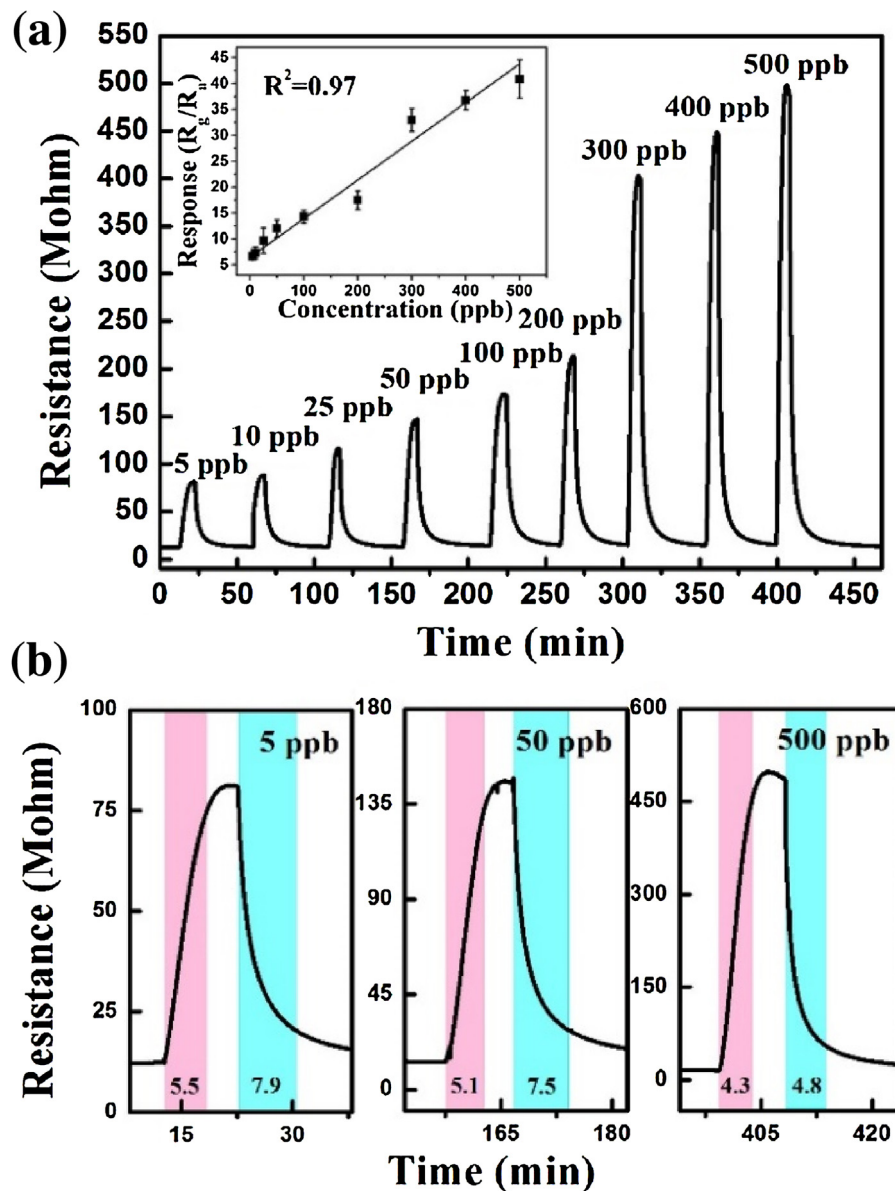 (a)
550
500
450
400
350
300
250
200
150
100
50
0
Resistance (Mohm)
0 50 100 150 200 250 300 350 400 450
Time (min)
5 ppb
10 ppb
25 ppb
50 ppb
100 ppb
200 ppb
300 ppb
400 ppb
500 ppb
R²=0.97
45
40
35
30
25
20
15
10
5
0 100 200 300 400 500
Concentration (ppb)
(b)
Resistance (Mohm)
100
75
50
25
0
5 ppb
5.5 7.9
15 30
180
135
90
45
0
50 ppb
5.1 7.5
165 180
600
450
300
150
0
500 ppb
4.3 4.8
405 420
Time (min)